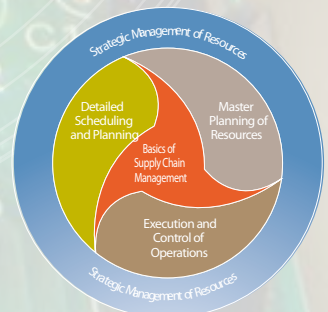 Strategic Management of Resources
Detailed
Scheduling
and Planning
Master
Planning of
Resources
Basics of
Supply Chain
Management
Execution and
Control of
Operations
Strategic Management of Resources